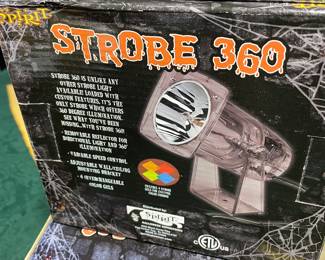 SPIRIT
STROBE 360
STROBE 360 IS UNLIKE ANY
OTHER STROBE LIGHT
AVAILABLE! LOADED WITH
CUSTOM FEATURES, IT'S THE
ONLY STROBE WHICH OFFERS
360 DEGREE ILLUMINATION.
SEE WHAT YOU'VE BEEN
MISSING...WITH STROBE 360!
- REMOVABLE REFLECTOR FOR
DIRECTIONAL LIGHT AND 360°
ILLUMINATION
- VARIABLE SPEED CONTROL
- ADJUSTABLE WALL/CEILING
MOUNTING BRACKET
- 4 INTERCHANGEABLE
COLOR GELS
SPIRIT
ETL
C
US